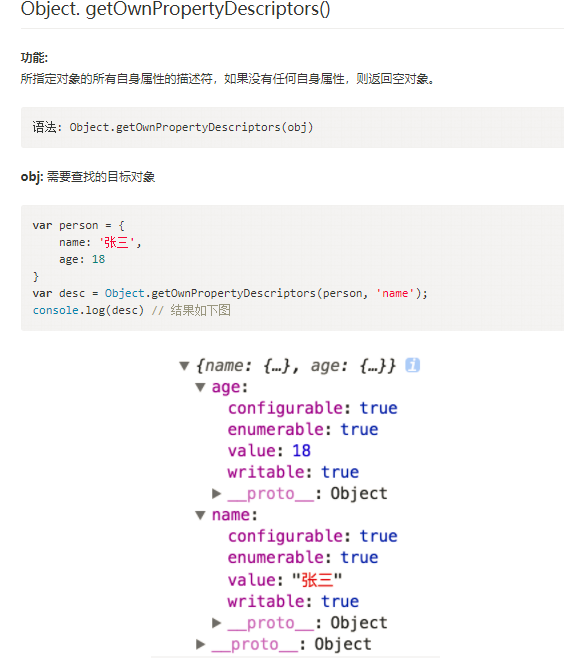 Object. getOwnPropertyDescriptors()
功能:
所指定对象的所有自身属性的描述符，如果没有任何自身属性，则返回空对象。
语法: Object.getOwnPropertyDescriptors(obj)
obj: 需要查找的目标对象
var person = {
    name: '张三',
    age: 18
}
var desc = Object.getOwnPropertyDescriptors(person, 'name');
console.log(desc) // 结果如下图
▼ {name: {…}, age: {…}} i
▼ age:
configurable: true
enumerable: true
value: 18
writable: true
▶ __proto__: Object
▼ name:
configurable: true
enumerable: true
value: "张三"
writable: true
▶ __proto__: Object
▶ __proto__: Object